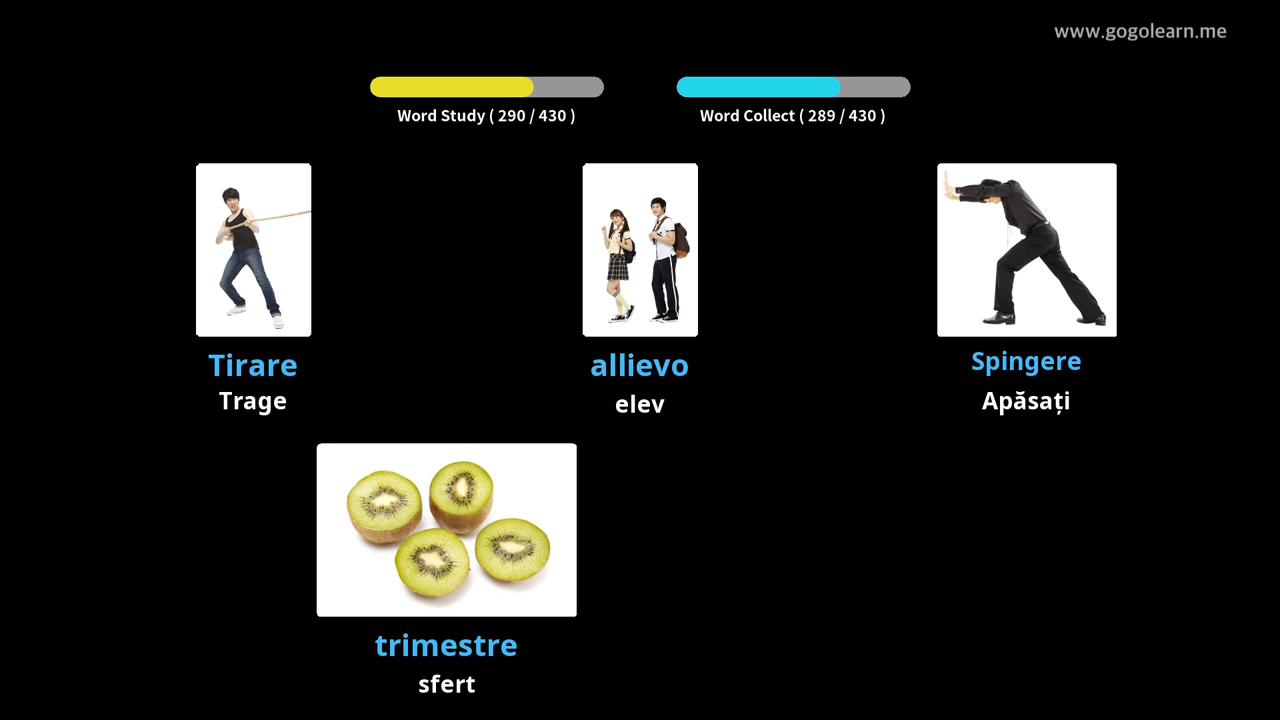 www.gogolearn.me
Word Study ( 290 / 430 )
Word Collect ( 289 / 430 )
Tirare
Trage
allievo
elev
Spingere
Apăsați
trimestre
sfert